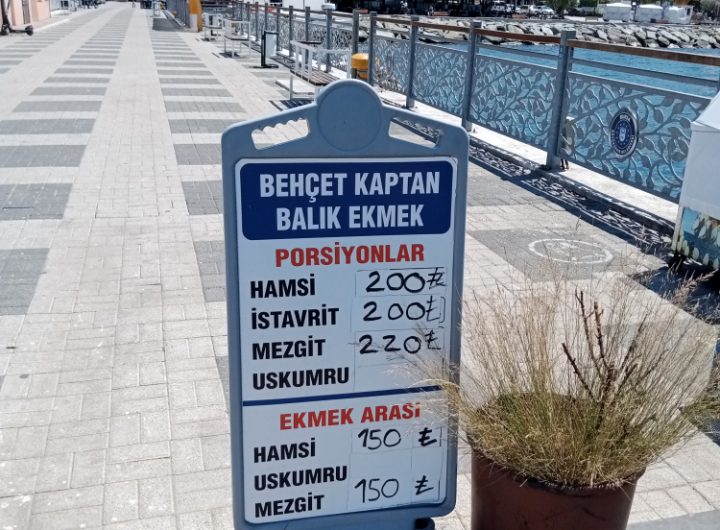 BEHÇET KAPTAN
BALIK EKMEK
PORSİYONLAR
HAMSİ 200₺
İSTAVRİT 200₺
MEZGİT 220₺
USKUMRU
EKMEK ARASI
HAMSİ 150 ₺
USKUMRU
MEZGİT 150 ₺